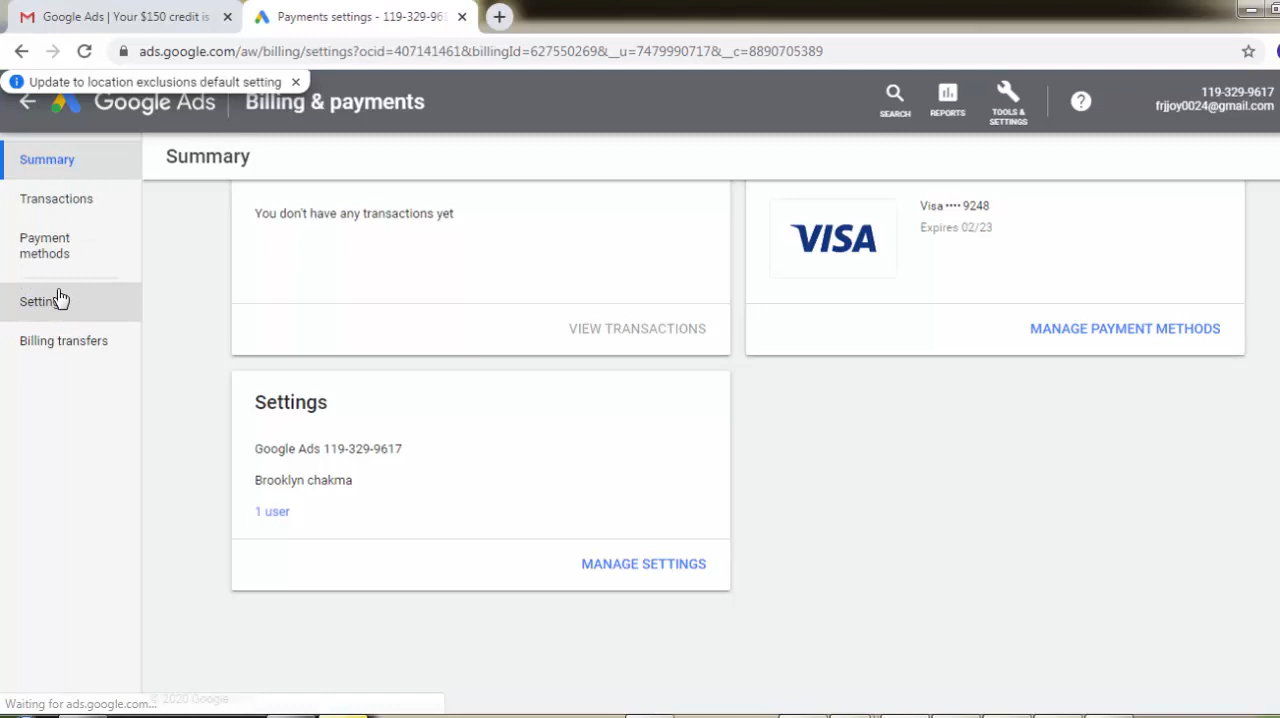 Google Ads | Your $150 credit is
Payments settings - 119-329-961
ads.google.com/aw/billing/settings?ocid=407141461&billingId=627550269&__u=7479990717&__c=8890705389
Update to location exclusions default setting
Google Ads
Billing & payments
SEARCH
REPORTS
TOOLS &
SETTINGS
119-329-9617
frjjoy0024@gmail.com
Summary
Transactions
Payment
methods
Billing transfers
Summary
You don't have any transactions yet
VIEW TRANSACTIONS
VISA
Visa •••• 9248
Expires 02/23
MANAGE PAYMENT METHODS
Settings
Google Ads 119-329-9617
Brooklyn chakma
1 user
MANAGE SETTINGS
Waiting for ads.google.com...
© 2020 Google